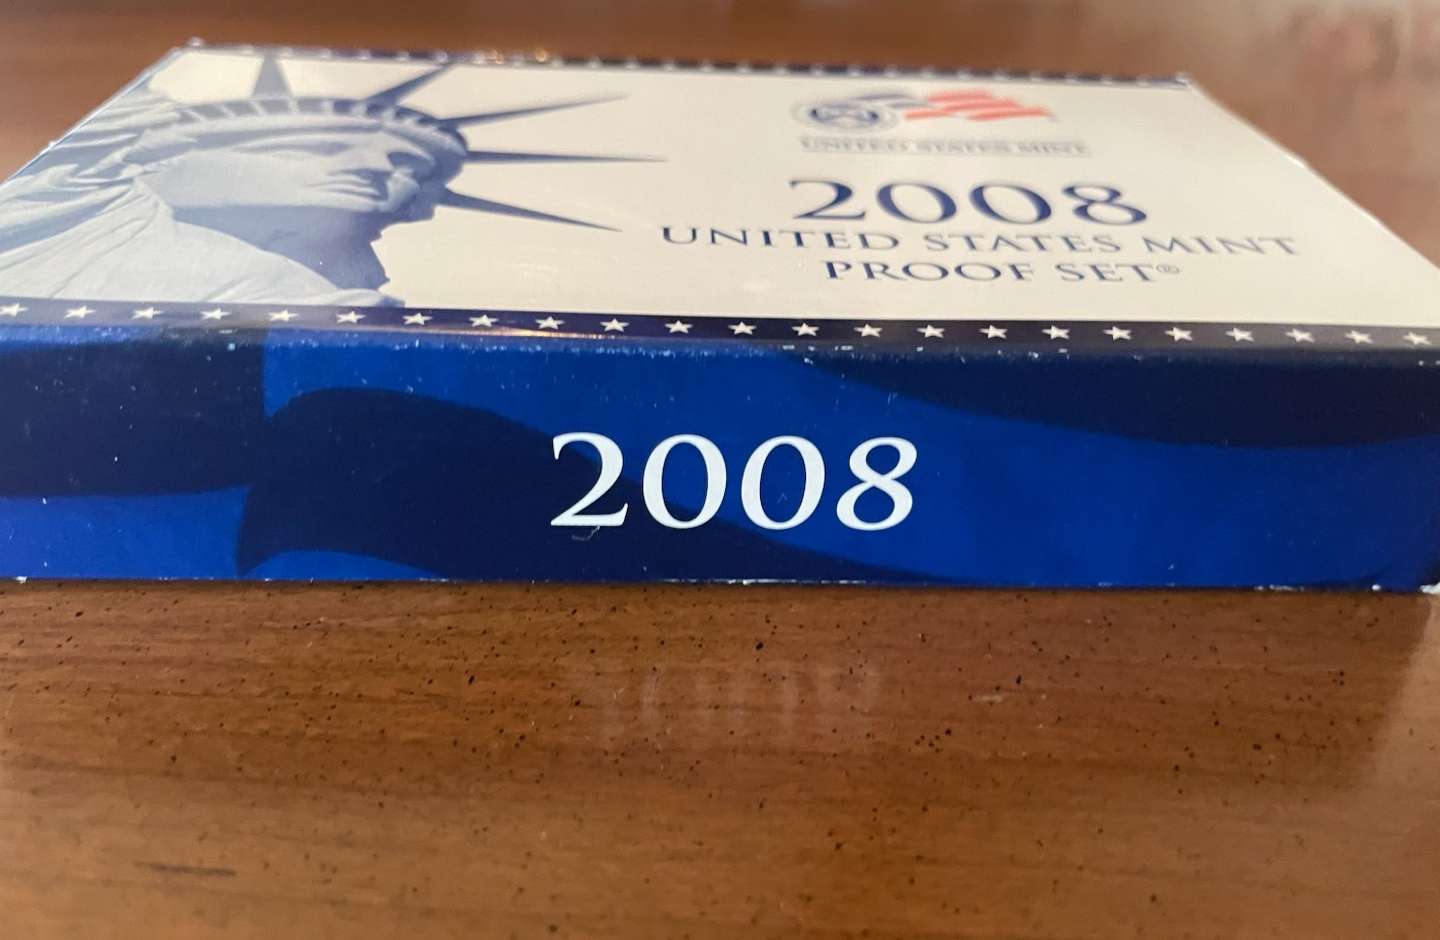 UNITED STATES MINT
2008
UNITED STATES MINT
PROOF SET®
2008